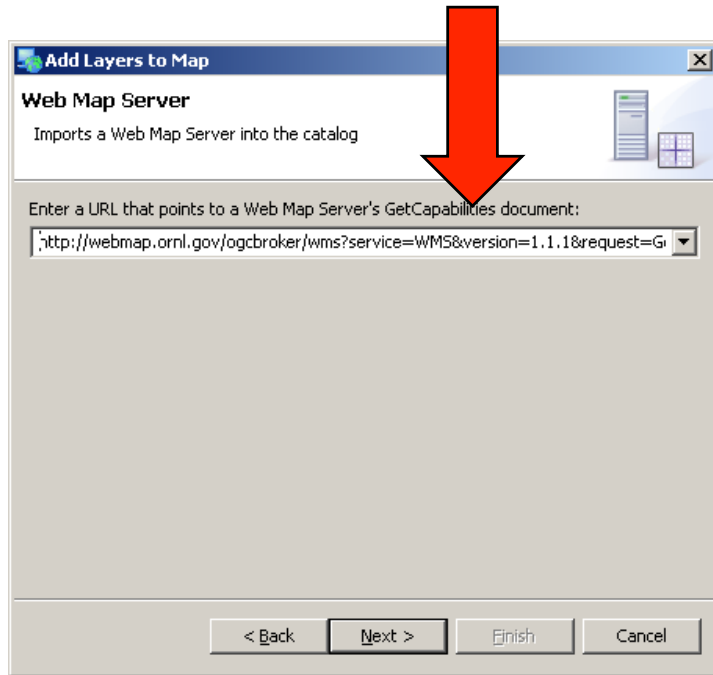 Add Layers to Map
Web Map Server
Imports a Web Map Server into the catalog
Enter a URL that points to a Web Map Server's GetCapabilities document:
http://webmap.ornl.gov/ogcbroker/wms?service=WMS&version=1.1.1&request=G
< Back Next > Finish Cancel